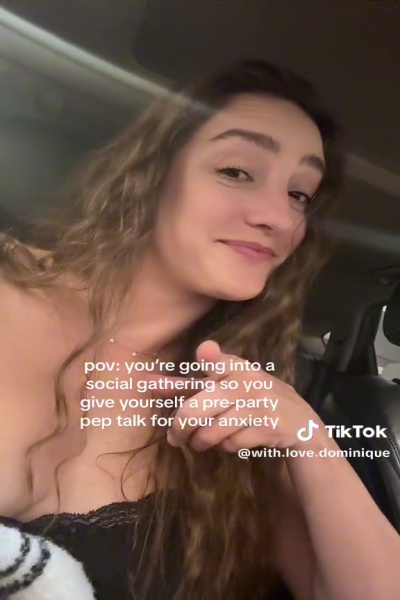 pov: you're going into a
social gathering so you
give yourself a pre-party
pep talk for your anxiety
TikTok
@with.love.dominique